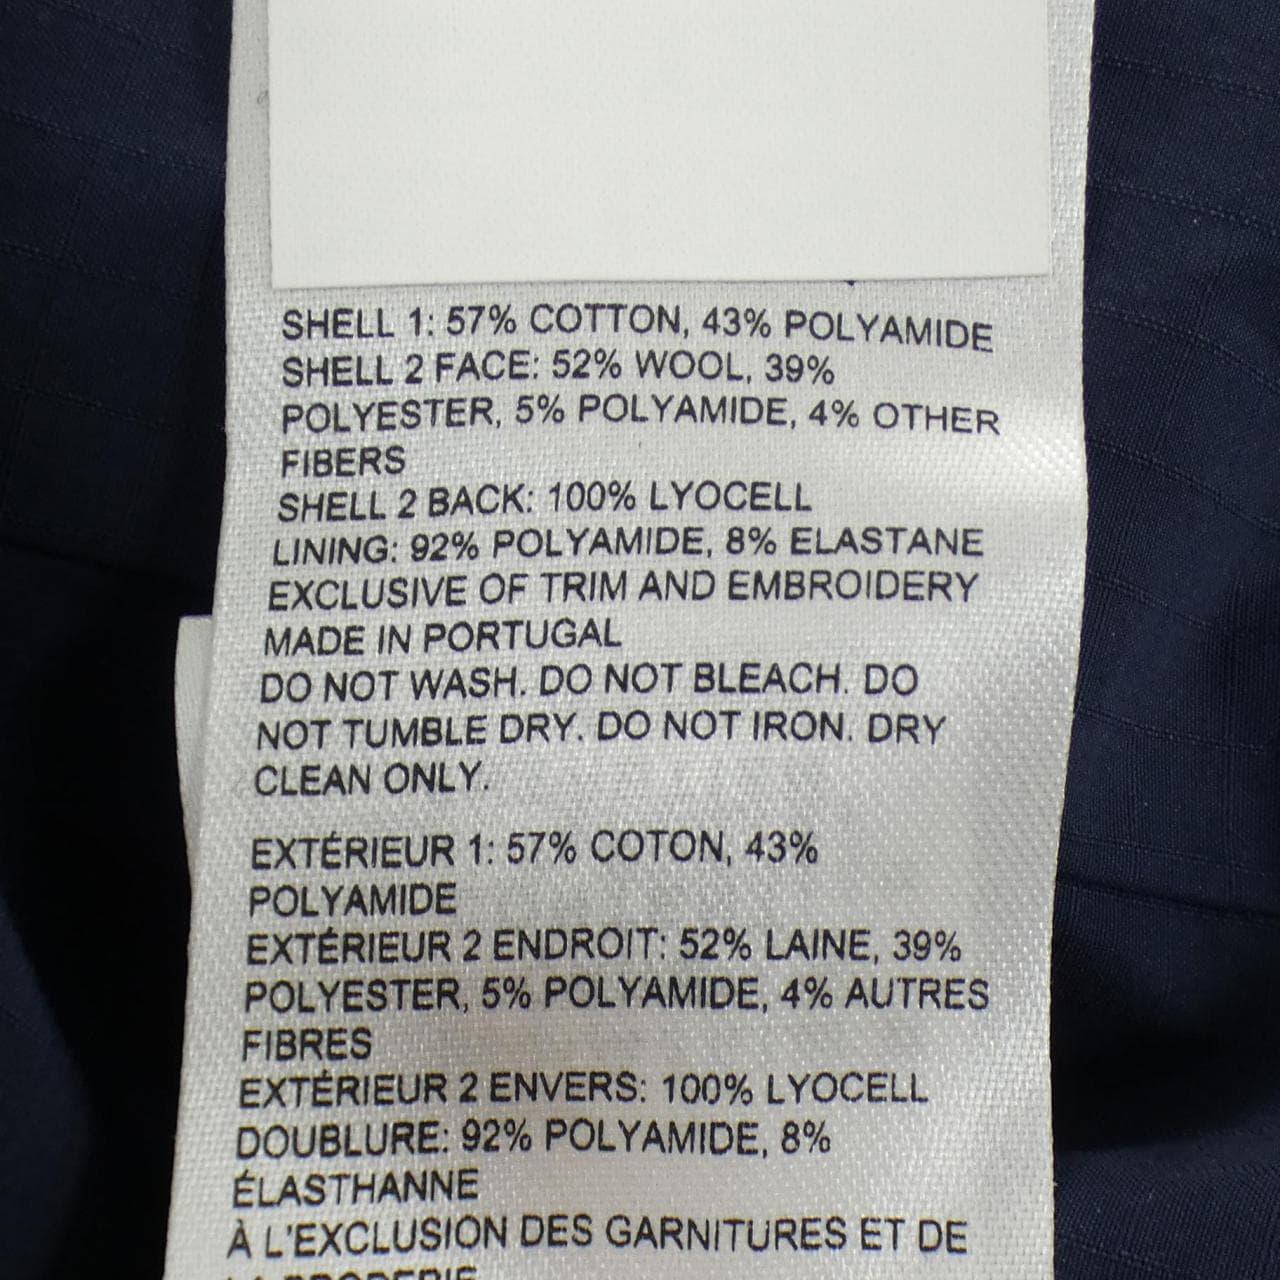 SHELL 1: 57% COTTON, 43% POLYAMIDE
SHELL 2 FACE: 52% WOOL, 39%
POLYESTER, 5% POLYAMIDE, 4% OTHER
FIBERS
SHELL 2 BACK: 100% LYOCELL
LINING: 92% POLYAMIDE, 8% ELASTANE
EXCLUSIVE OF TRIM AND EMBROIDERY
MADE IN PORTUGAL
DO NOT WASH. DO NOT BLEACH. DO
NOT TUMBLE DRY. DO NOT IRON. DRY
CLEAN ONLY.
EXTÉRIEUR 1: 57% COTON, 43%
POLYAMIDE
EXTÉRIEUR 2 ENDROIT: 52% LAINE, 39%
POLYESTER, 5% POLYAMIDE, 4% AUTRES
FIBRES
EXTÉRIEUR 2 ENVERS: 100% LYOCELL
DOUBLURE: 92% POLYAMIDE, 8%
ÉLASTHANNE
À L'EXCLUSION DES GARNITURES ET DE
LA BRODERIE